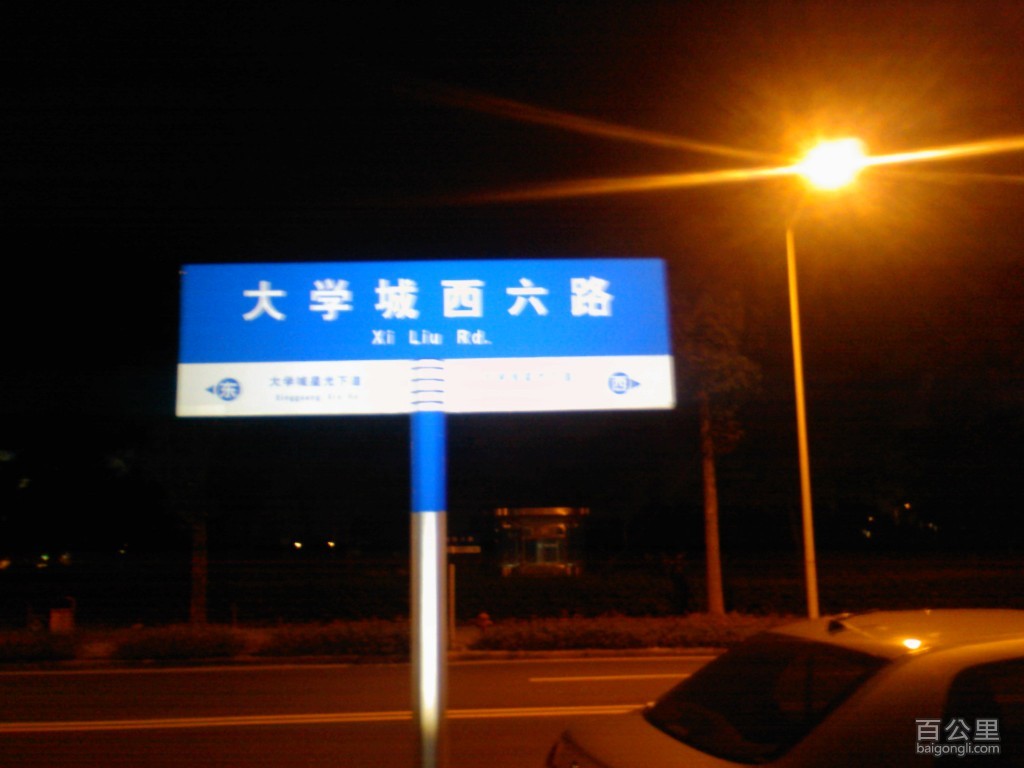 大学城西六路
Xi Liu Rd.
东
大学城星光下道
西
百公里
baigongli.com